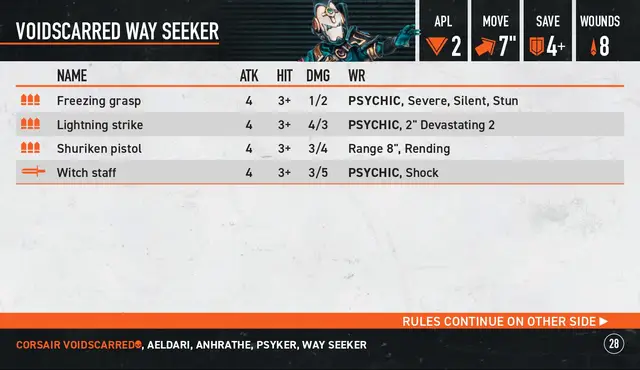 VOIDSCARRED WAY SEEKER
APL 2
MOVE 7"
SAVE 4+
WOUNDS 8
NAME ATK HIT DMG WR
Freezing grasp 4 3+ 1/2 PSYCHIC, Severe, Silent, Stun
Lightning strike 4 3+ 4/3 PSYCHIC, 2" Devastating 2
Shuriken pistol 4 3+ 3/4 Range 8", Rending
Witch staff 4 3+ 3/5 PSYCHIC, Shock
RULES CONTINUE ON OTHER SIDE ▶
CORSAIR VOIDSCARRED, AELDARI, ANHRATHE, PSYKER, WAY SEEKER
28